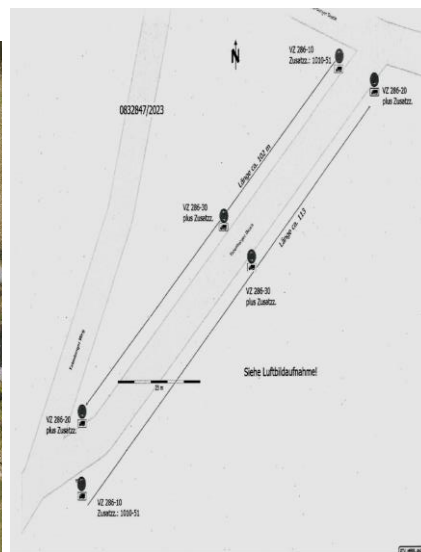 N
VZ 286-10
Zusatzz.: 1010-51
VZ 286-20
plus Zusatzz.
0832847/2023
Länge ca. 102 m
VZ 286-30
plus Zusatzz.
Länge ca. 113
VZ 286-30
plus Zusatzz.
Siehe Luftbildaufnahme!
20 m
VZ 286-20
plus Zusatzz.
VZ 286-10
Zusatzz.: 1010-51